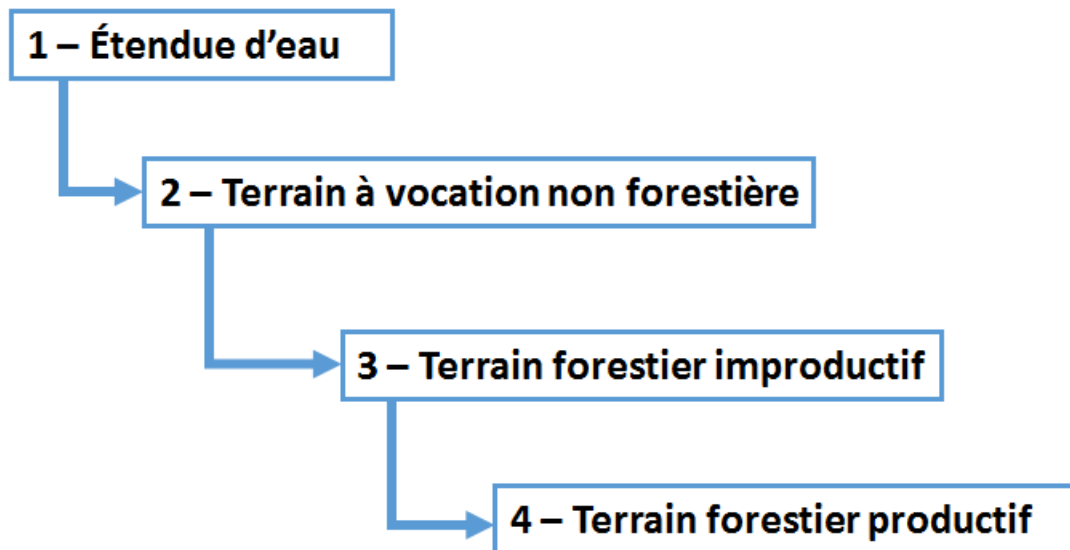 1 – Étendue d’eau
2 – Terrain à vocation non forestière
3 – Terrain forestier improductif
4 – Terrain forestier productif